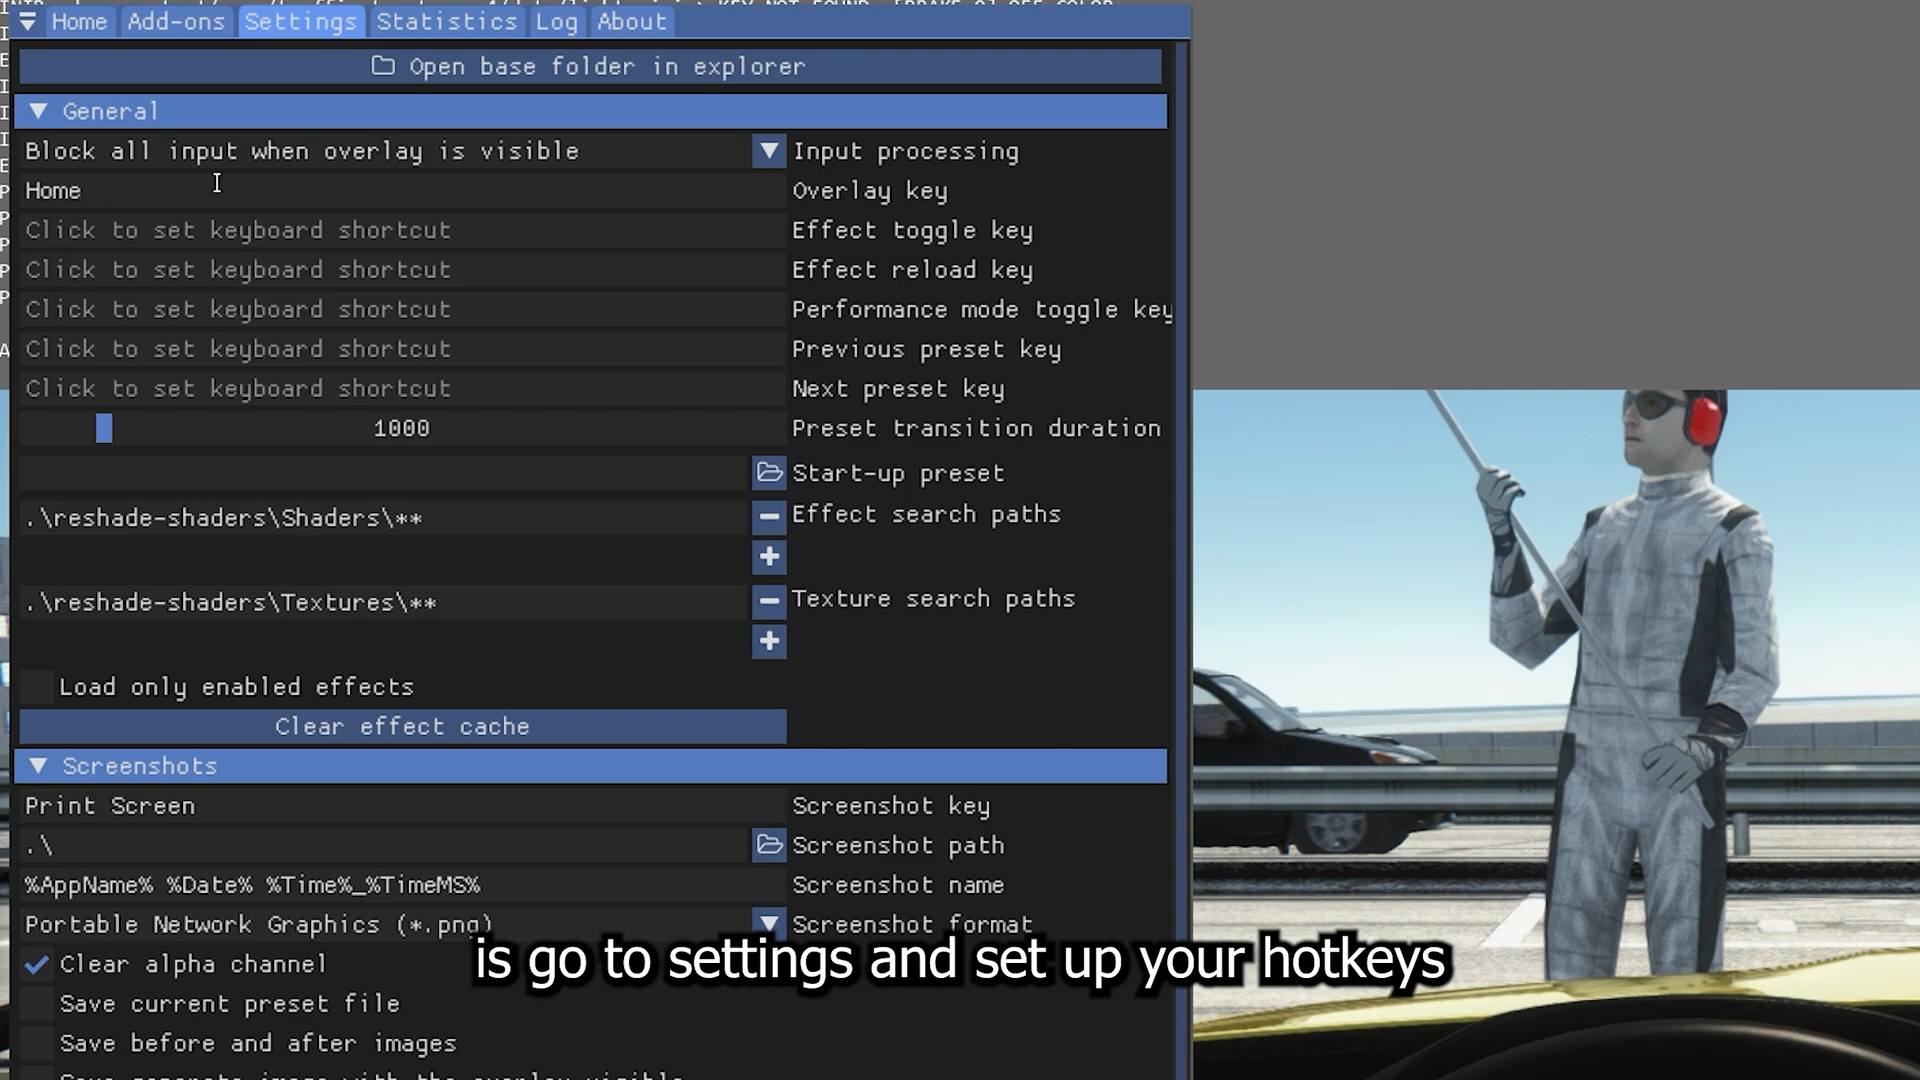 Home Add-ons Settings Statistics Log About
Open base folder in explorer
General
Block all input when overlay is visible Input processing
Home Overlay key
Click to set keyboard shortcut Effect toggle key
Click to set keyboard shortcut Effect reload key
Click to set keyboard shortcut Performance mode toggle key
Click to set keyboard shortcut Previous preset key
Click to set keyboard shortcut Next preset key
1000 Preset transition duration
Start-up preset
.\reshade-shaders\Shaders\** Effect search paths
.\reshade-shaders\Textures\** Texture search paths
Load only enabled effects
Clear effect cache
Screenshots
Print Screen Screenshot key
.\ Screenshot path
%AppName% %Date% %Time%_%TimeMS% Screenshot name
Portable Network Graphics (*.png) Screenshot format
is go to settings and set up your hotkeys
Clear alpha channel
Save current preset file
Save before and after images